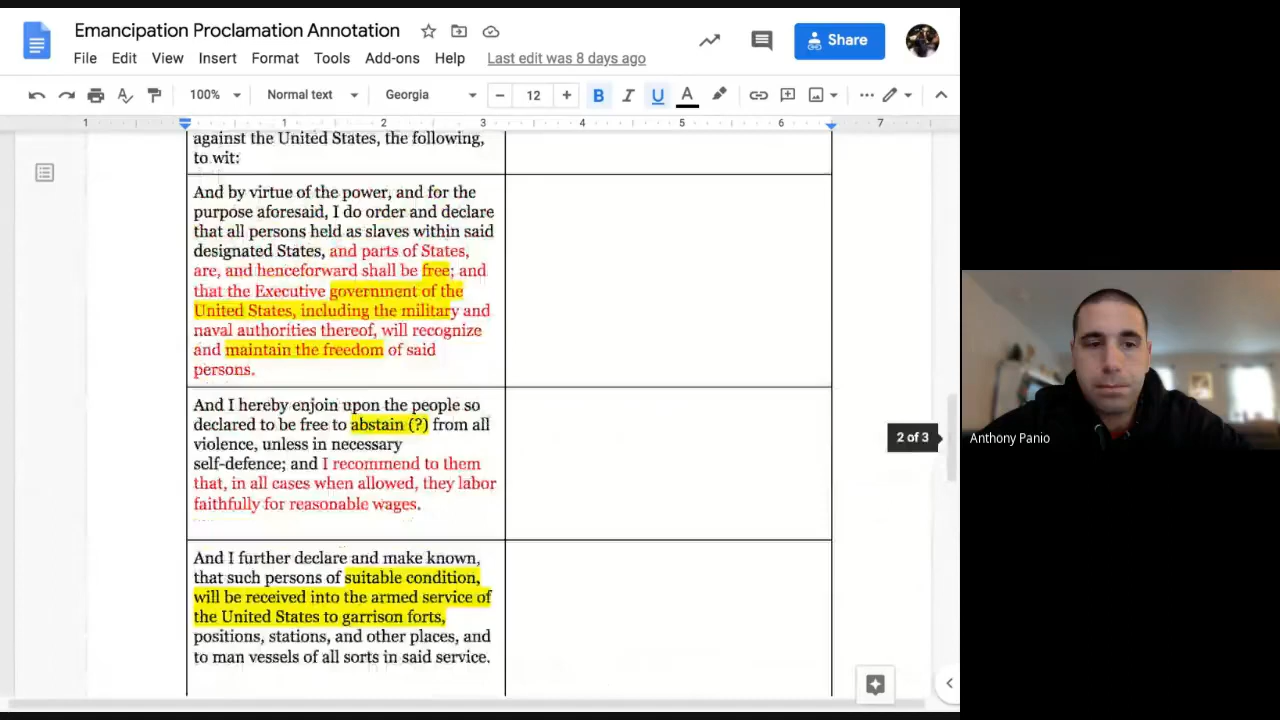 Emancipation Proclamation Annotation
File Edit View Insert Format Tools Add-ons Help Last edit was 8 days ago
Share
100% Normal text Georgia 12 B I U A
1 1 2 3 4 5 6 7
against the United States, the following,
to wit:
And by virtue of the power, and for the
purpose aforesaid, I do order and declare
that all persons held as slaves within said
designated States, and parts of States,
are, and henceforward shall be free; and
that the Executive government of the
United States, including the military and
naval authorities thereof, will recognize
and maintain the freedom of said
persons.
And I hereby enjoin upon the people so
declared to be free to abstain (?) from all
violence, unless in necessary
self-defence; and I recommend to them
that, in all cases when allowed, they labor
faithfully for reasonable wages.
And I further declare and make known,
that such persons of suitable condition,
will be received into the armed service of
the United States to garrison forts,
positions, stations, and other places, and
to man vessels of all sorts in said service.
2 of 3
Anthony Panio